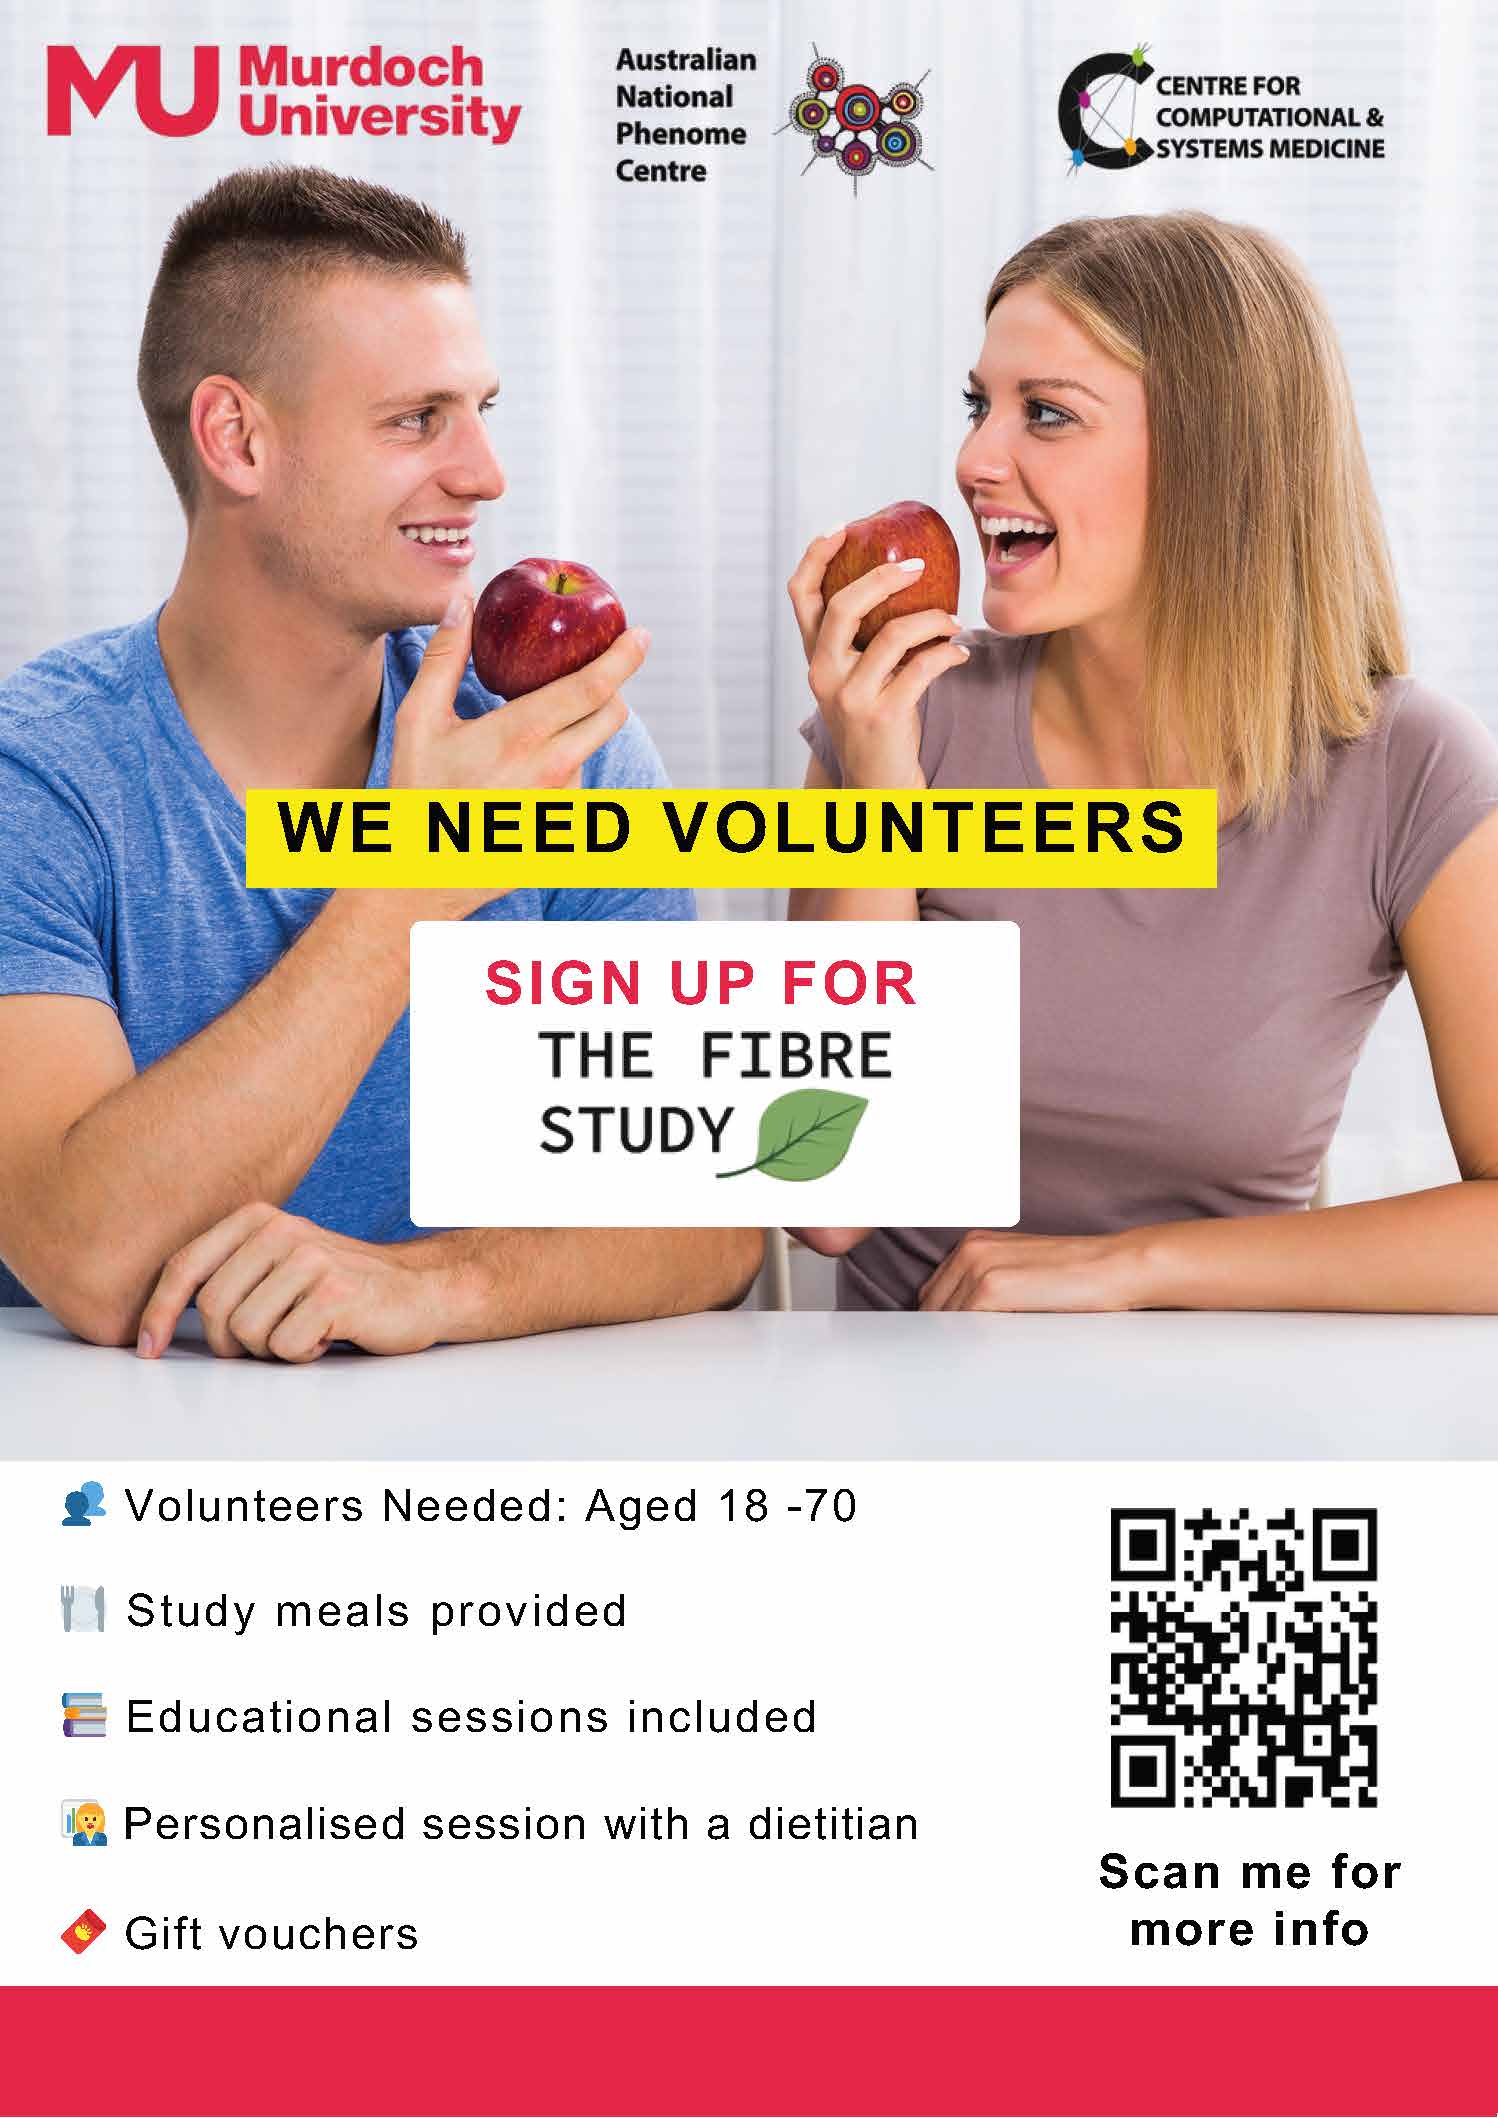 MU Murdoch
University
Australian
National
Phenome
Centre
CENTRE FOR
COMPUTATIONAL &
SYSTEMS MEDICINE
WE NEED VOLUNTEERS
SIGN UP FOR
THE FIBRE
STUDY
Volunteers Needed: Aged 18 -70
Study meals provided
Educational sessions included
Personalised session with a dietitian
Gift vouchers
Scan me for
more info